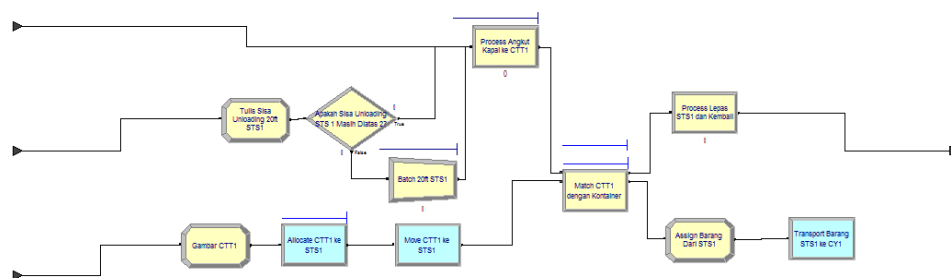 Process Angkut
Kapal ke CTT1
0
Tulis Sisa
Unloading 20ft
STS1
Apakah Sisa Unloading
STS 1 Masih Diatas 2?
True
False
Batch 20ft STS1
Process Lepas
STS1 dan Kembali
Match CTT1
dengan Kontainer
Gambar CTT1
Allocate CTT1 ke
STS1
Move CTT1 ke
STS1
Assign Barang
Dari STS1
Transport Barang
STS1 ke CY1